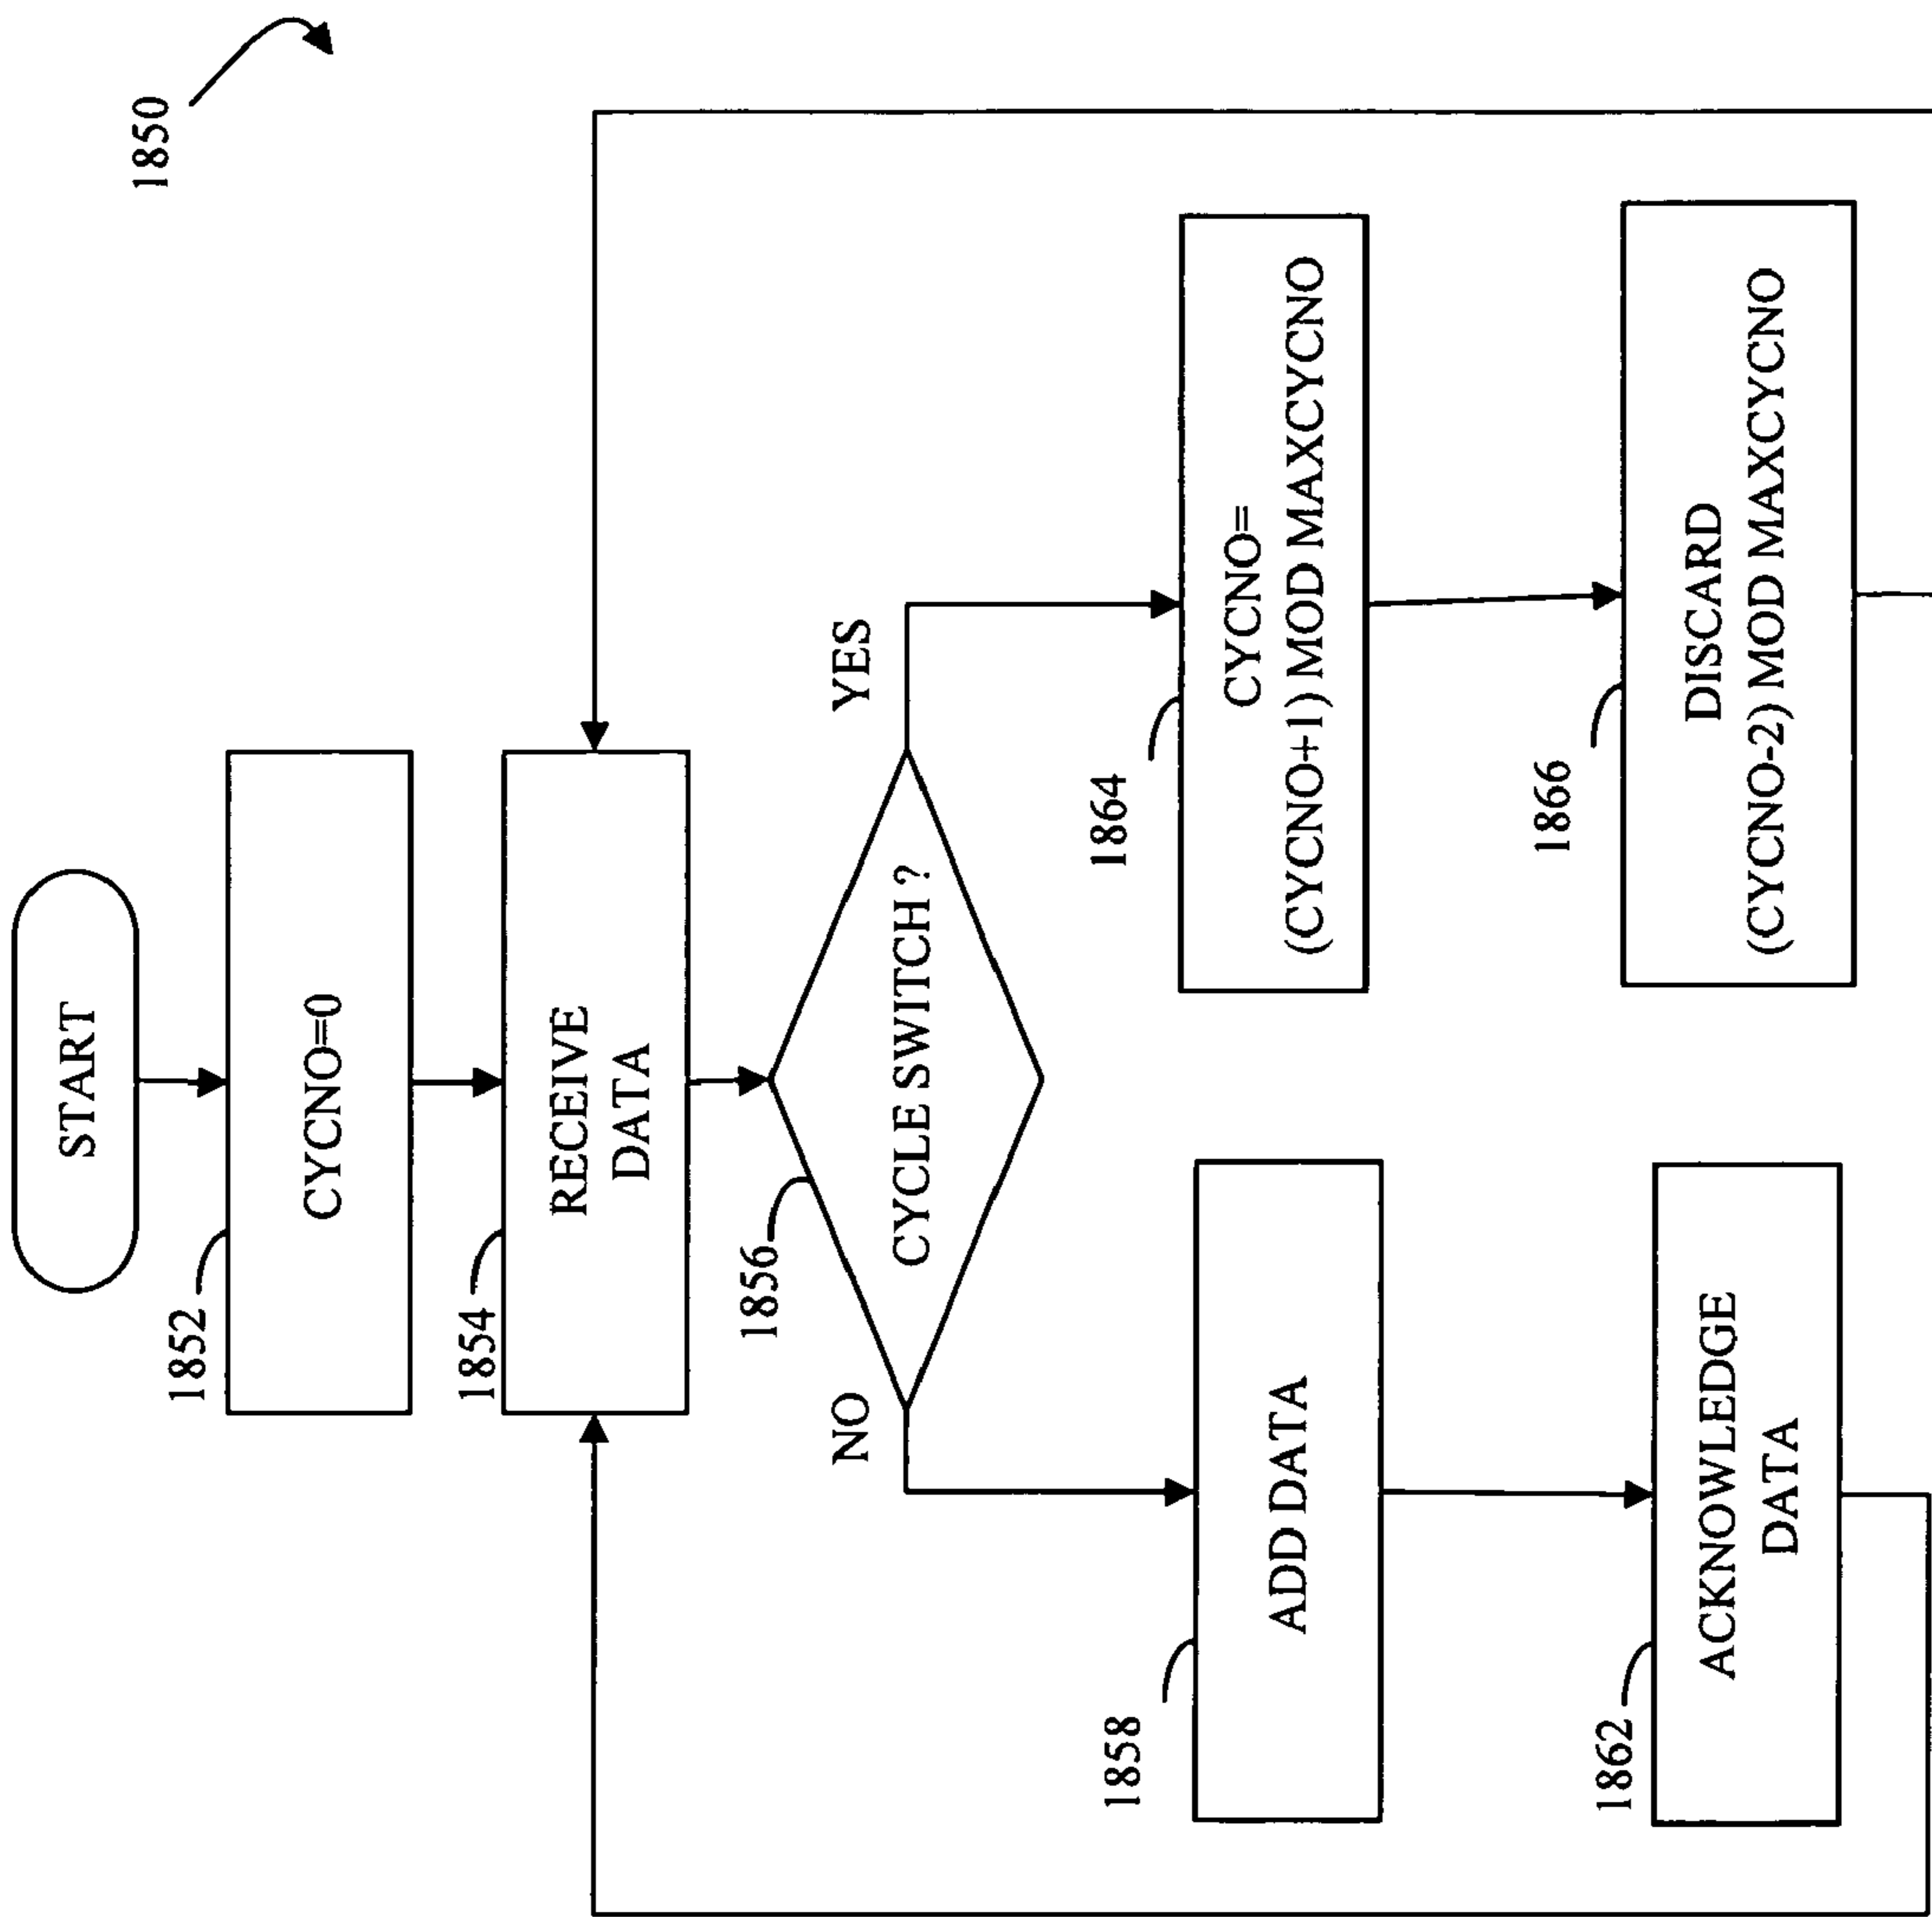 1850
START
1852
CYCNO=0
1854
RECEIVE
DATA
1856
CYCLE SWITCH ?
NO
YES
1858
ADD DATA
1864
CYCNO=
(CYCNO+1) MOD MAXCYCNO
1862
ACKNOWLEDGE
DATA
1866
DISCARD
(CYCNO-2) MOD MAXCYCNO